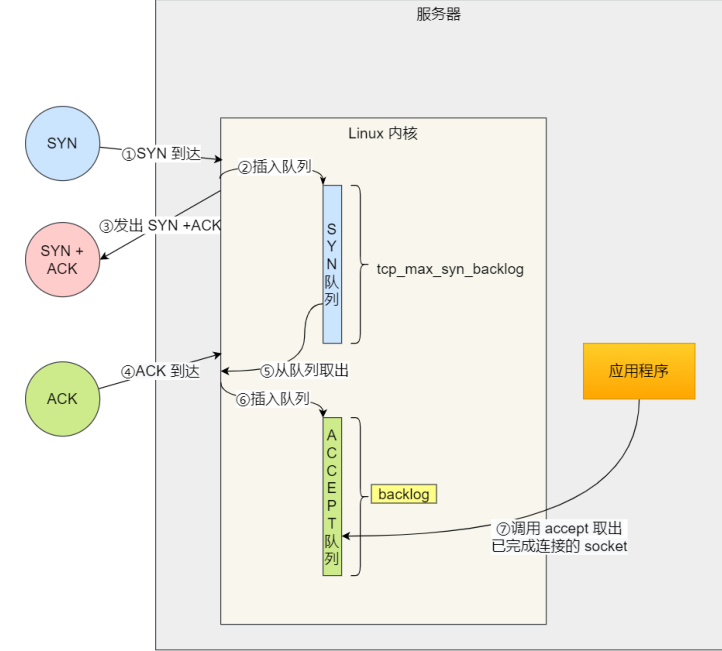 服务器
Linux 内核
SYN
①SYN 到达
②插入队列
③发出 SYN +ACK
SYN +
ACK
S
Y
N
队
列
tcp_max_syn_backlog
④ACK 到达
⑤从队列取出
ACK
⑥插入队列
应用程序
A
C
C
E
P
T
队
列
backlog
⑦调用 accept 取出
已完成连接的 socket